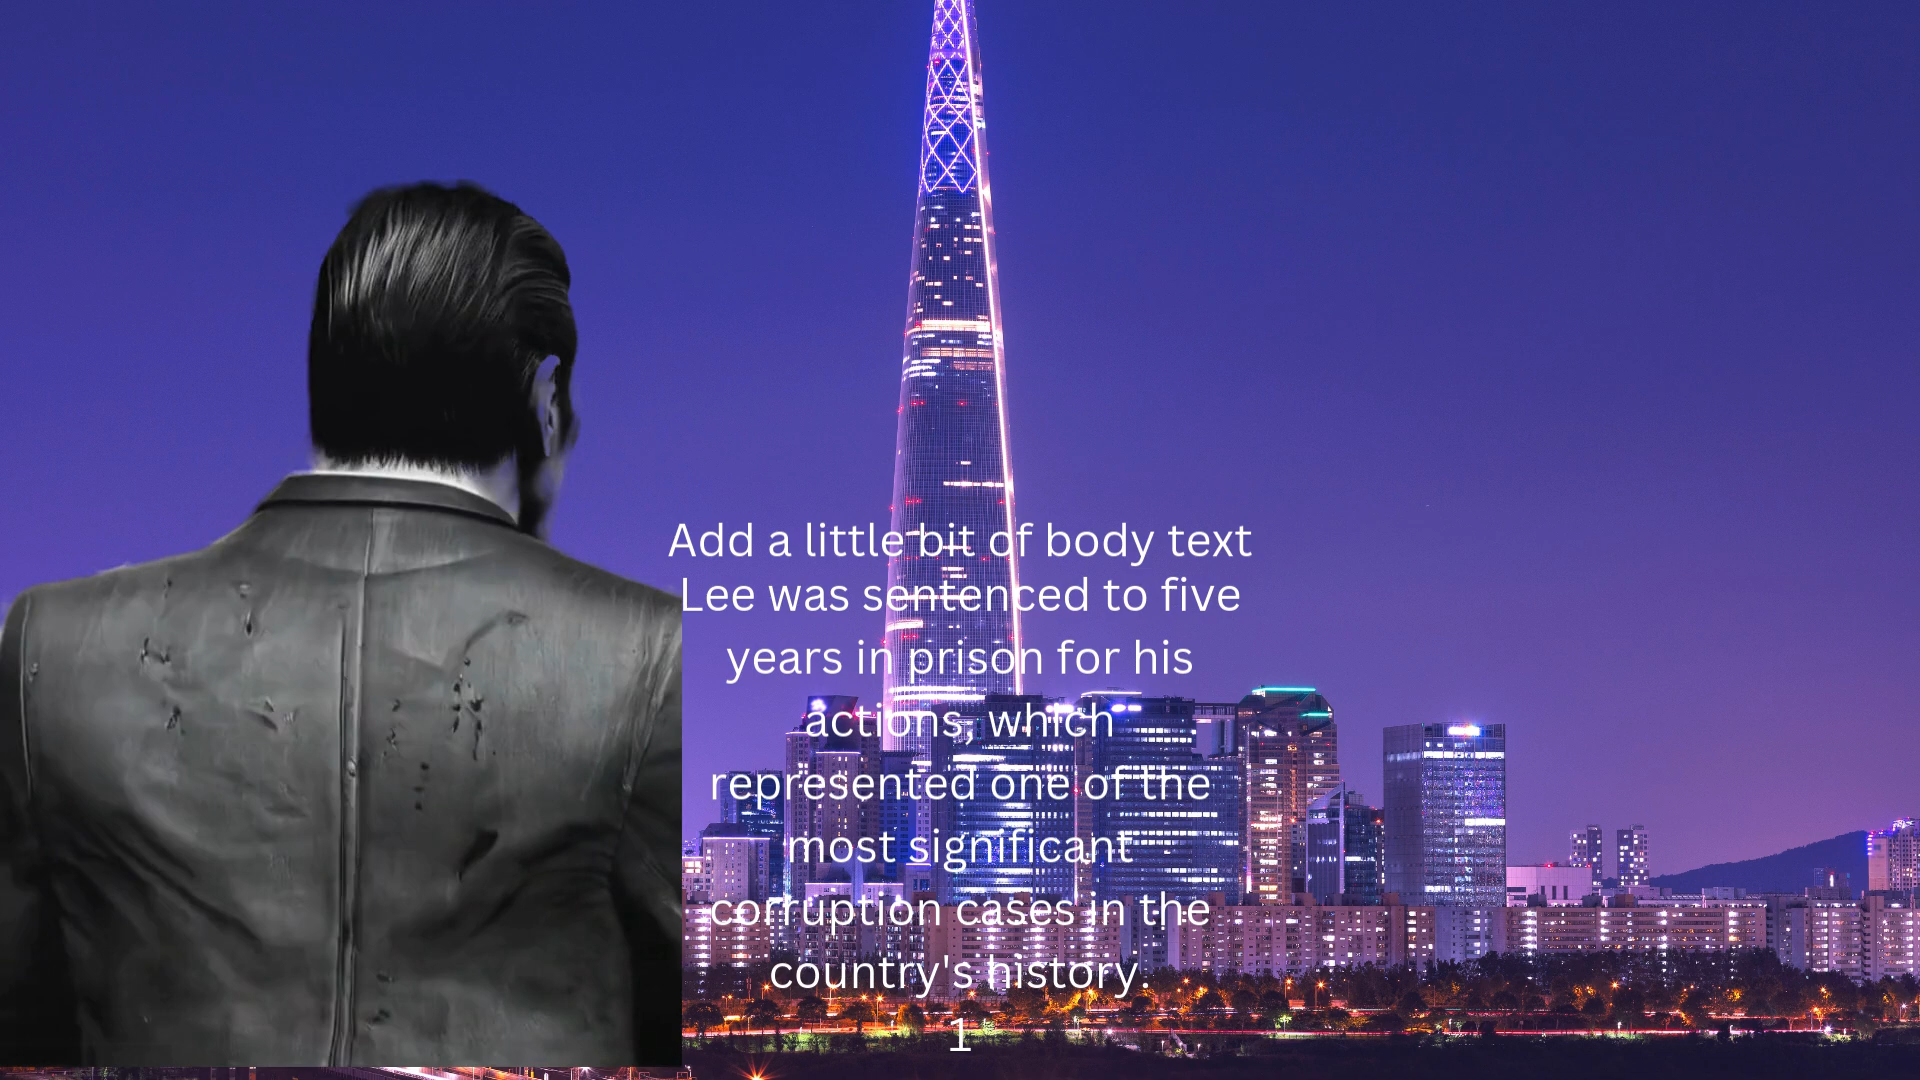 Add a little bit of body text
Lee was sentenced to five
years in prison for his
actions, which
represented one of the
most significant
corruption cases in the
country's history.
1